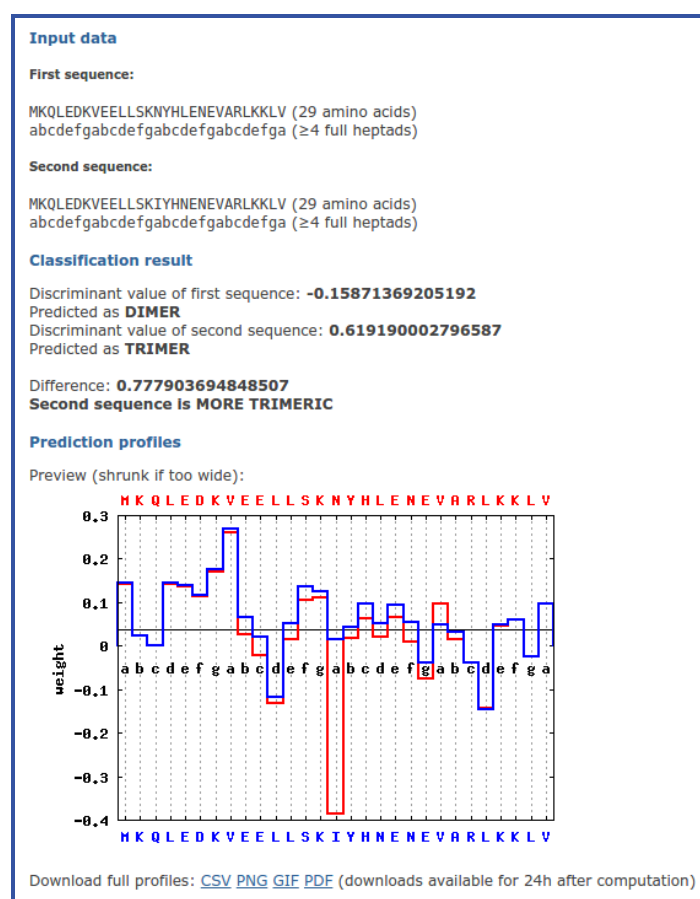 Input data
First sequence:
MKQLEDKVEELLSKNYHLENEVARLKKLV (29 amino acids)
abcdefgabcdefgabcdefgabcdefga (≥4 full heptads)
Second sequence:
MKQLEDKVEELLSKIYHNENEVARLKKLV (29 amino acids)
abcdefgabcdefgabcdefgabcdefga (≥4 full heptads)
Classification result
Discriminant value of first sequence: -0.15871369205192
Predicted as DIMER
Discriminant value of second sequence: 0.619190002796587
Predicted as TRIMER
Difference: 0.777903694848507
Second sequence is MORE TRIMERIC
Prediction profiles
Preview (shrunk if too wide):
M K Q L E D K V E E L L S K N Y H L E N E V A R L K K L V
0.3
0.2
0.1
0
a b c d e f g a b c d e f g a b c d e f g a b c d e f g a
weight
-0.1
-0.2
-0.3
-0.4
M K Q L E D K V E E L L S K I Y H N E N E V A R L K K L V
Download full profiles: CSV PNG GIF PDF (downloads available for 24h after computation)